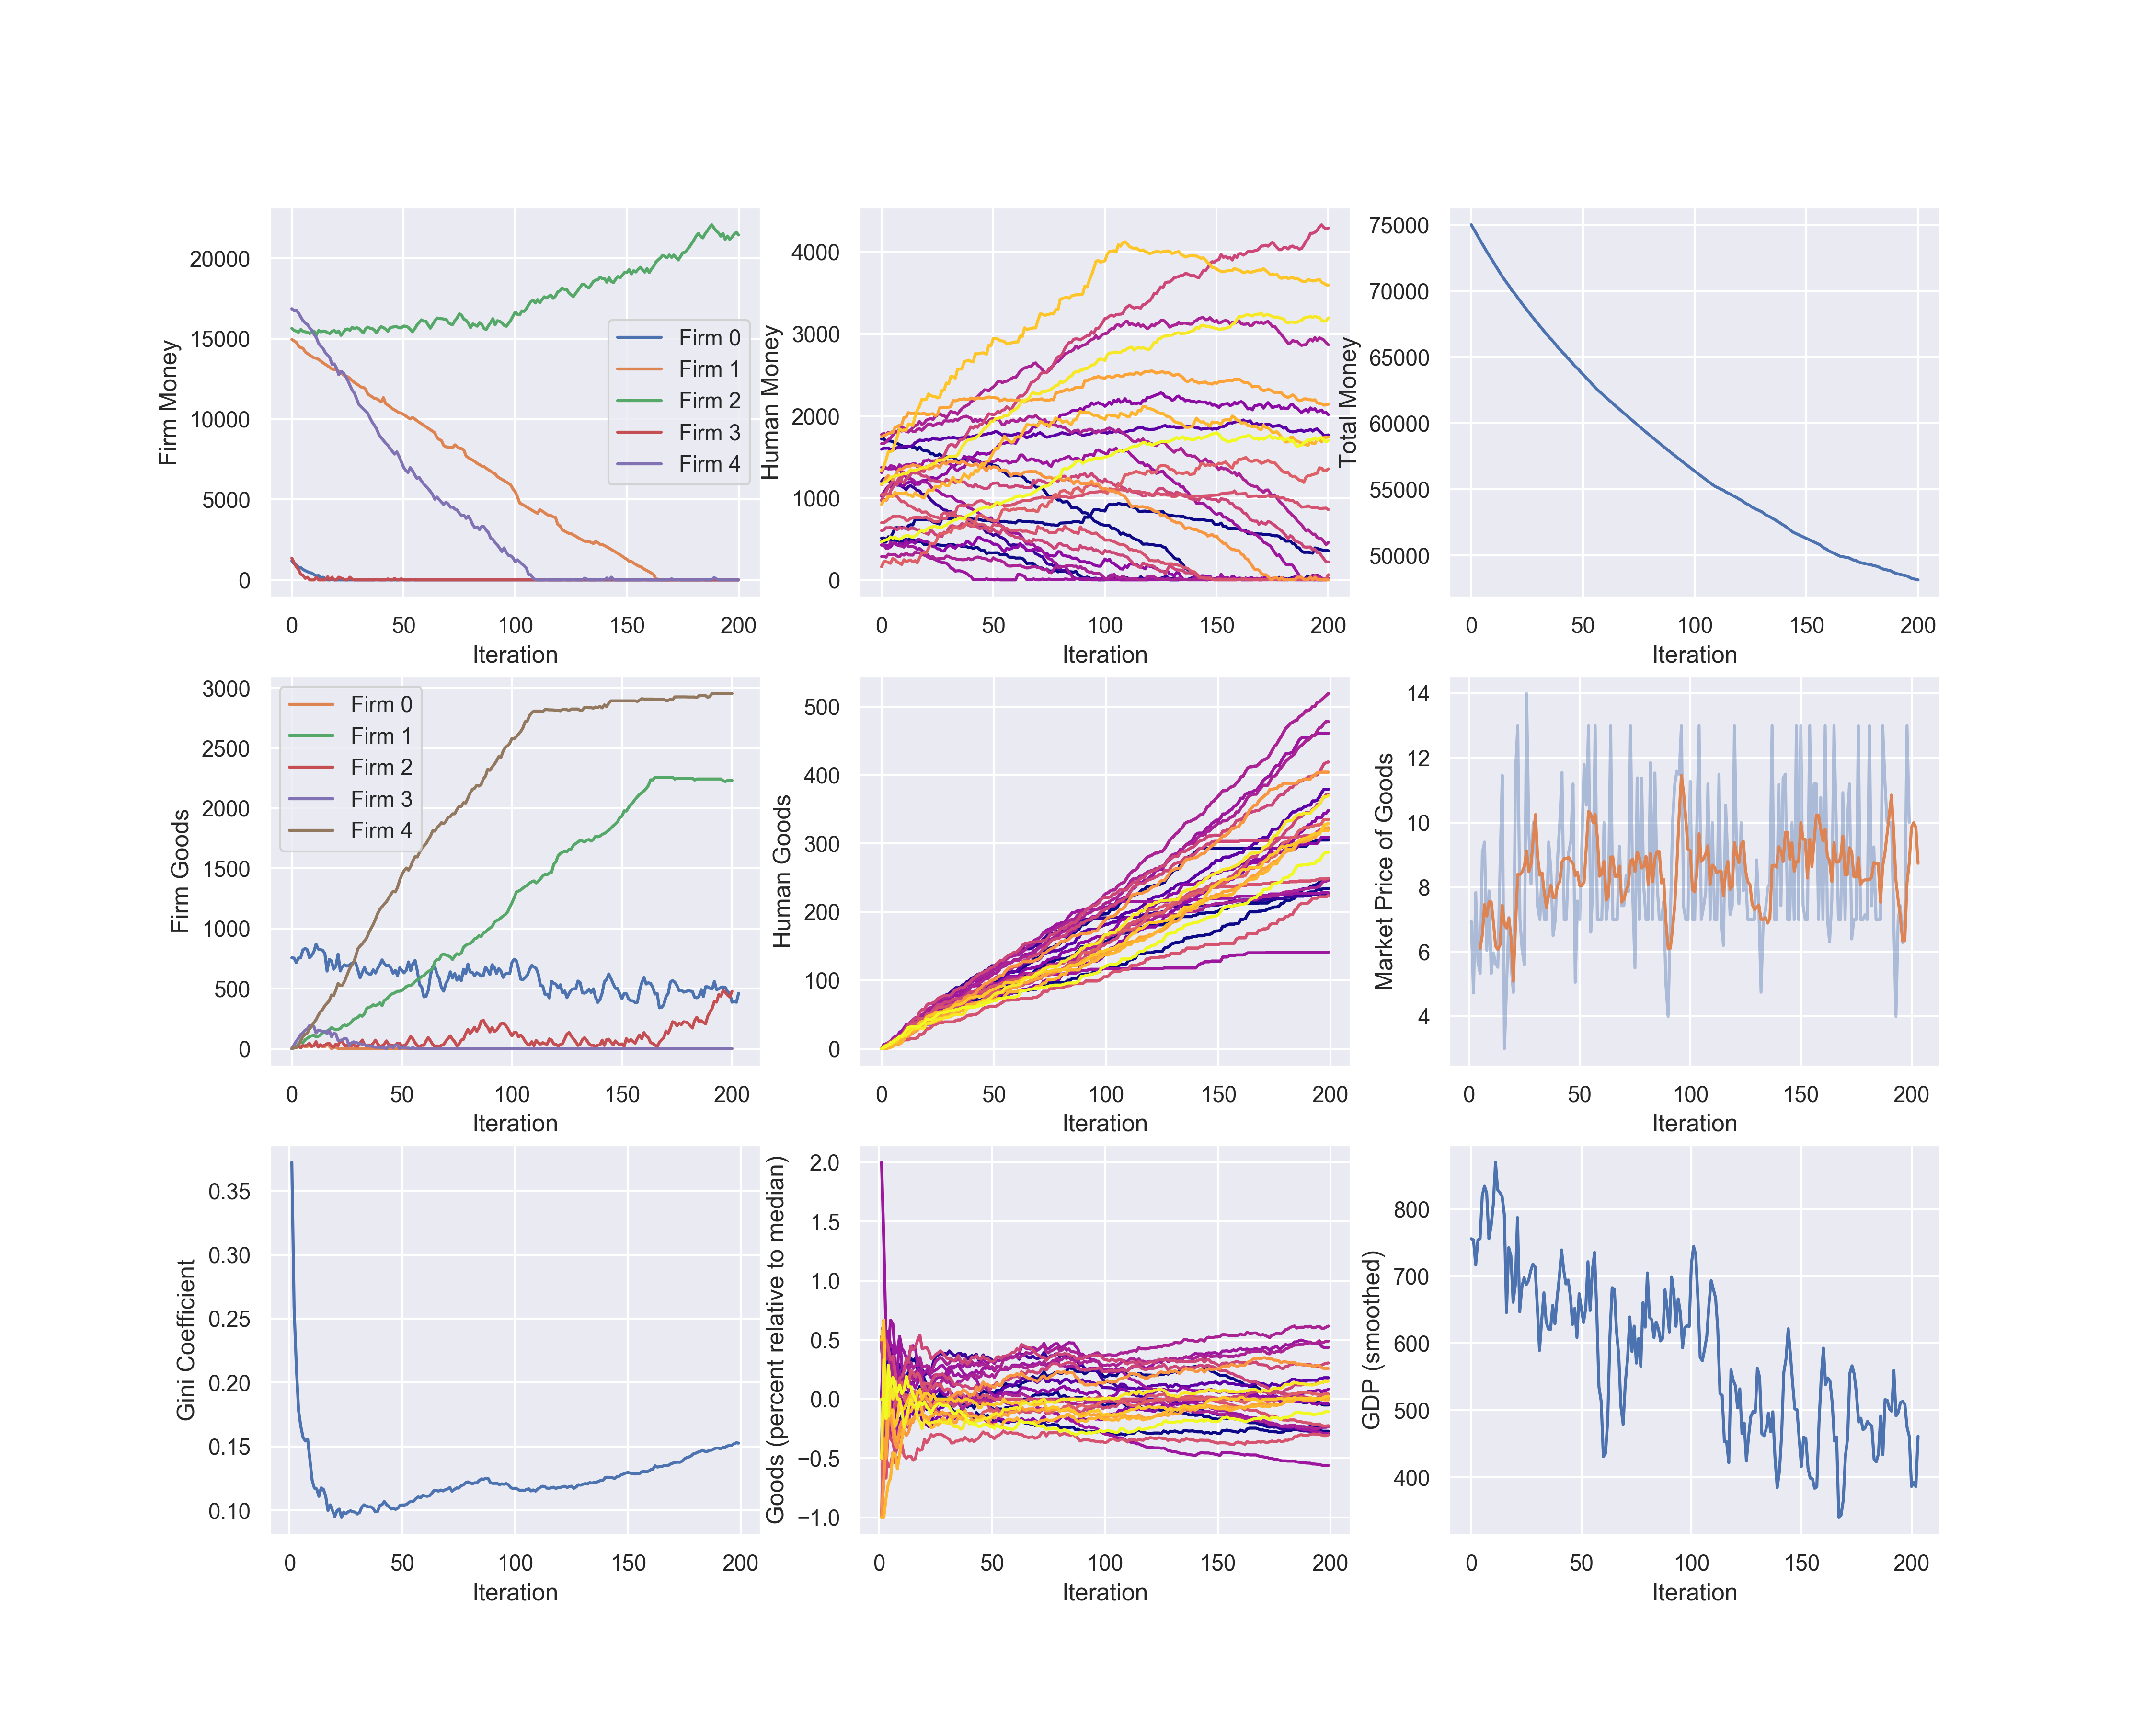 Firm Money
20000
15000
10000
5000
0
Firm 0
Firm 1
Firm 2
Firm 3
Firm 4
0 50 100 150 200
Iteration
Human Money
4000
3000
2000
1000
0
0 50 100 150 200
Iteration
Total Money
75000
70000
65000
60000
55000
50000
0 50 100 150 200
Iteration
Firm Goods
3000
2500
2000
1500
1000
500
0
Firm 0
Firm 1
Firm 2
Firm 3
Firm 4
0 50 100 150 200
Iteration
Human Goods
500
400
300
200
100
0
0 50 100 150 200
Iteration
Market Price of Goods
14
12
10
8
6
4
0 50 100 150 200
Iteration
Gini Coefficient
0.35
0.30
0.25
0.20
0.15
0.10
0 50 100 150 200
Iteration
Goods (percent relative to median)
2.0
1.5
1.0
0.5
0.0
−0.5
−1.0
0 50 100 150 200
Iteration
GDP (smoothed)
800
700
600
500
400
0 50 100 150 200
Iteration